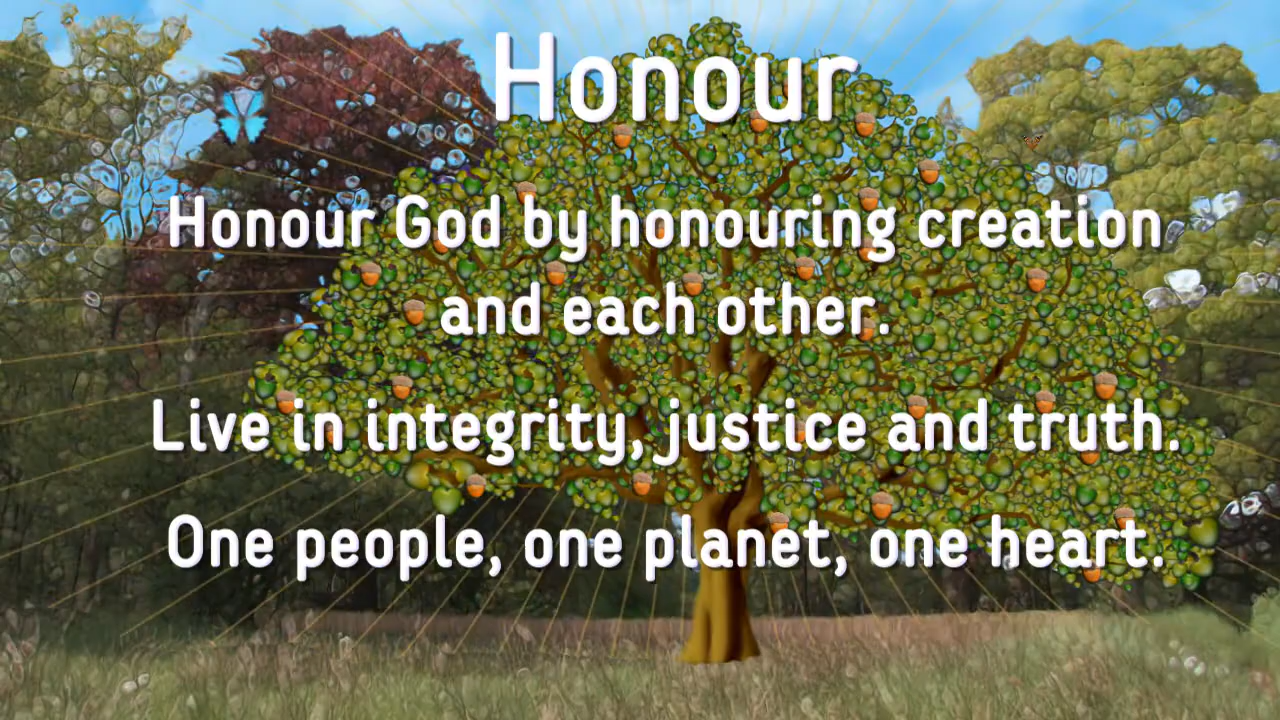 Honour
Honour God by honouring creation
and each other.
Live in integrity, justice and truth.
One people, one planet, one heart.